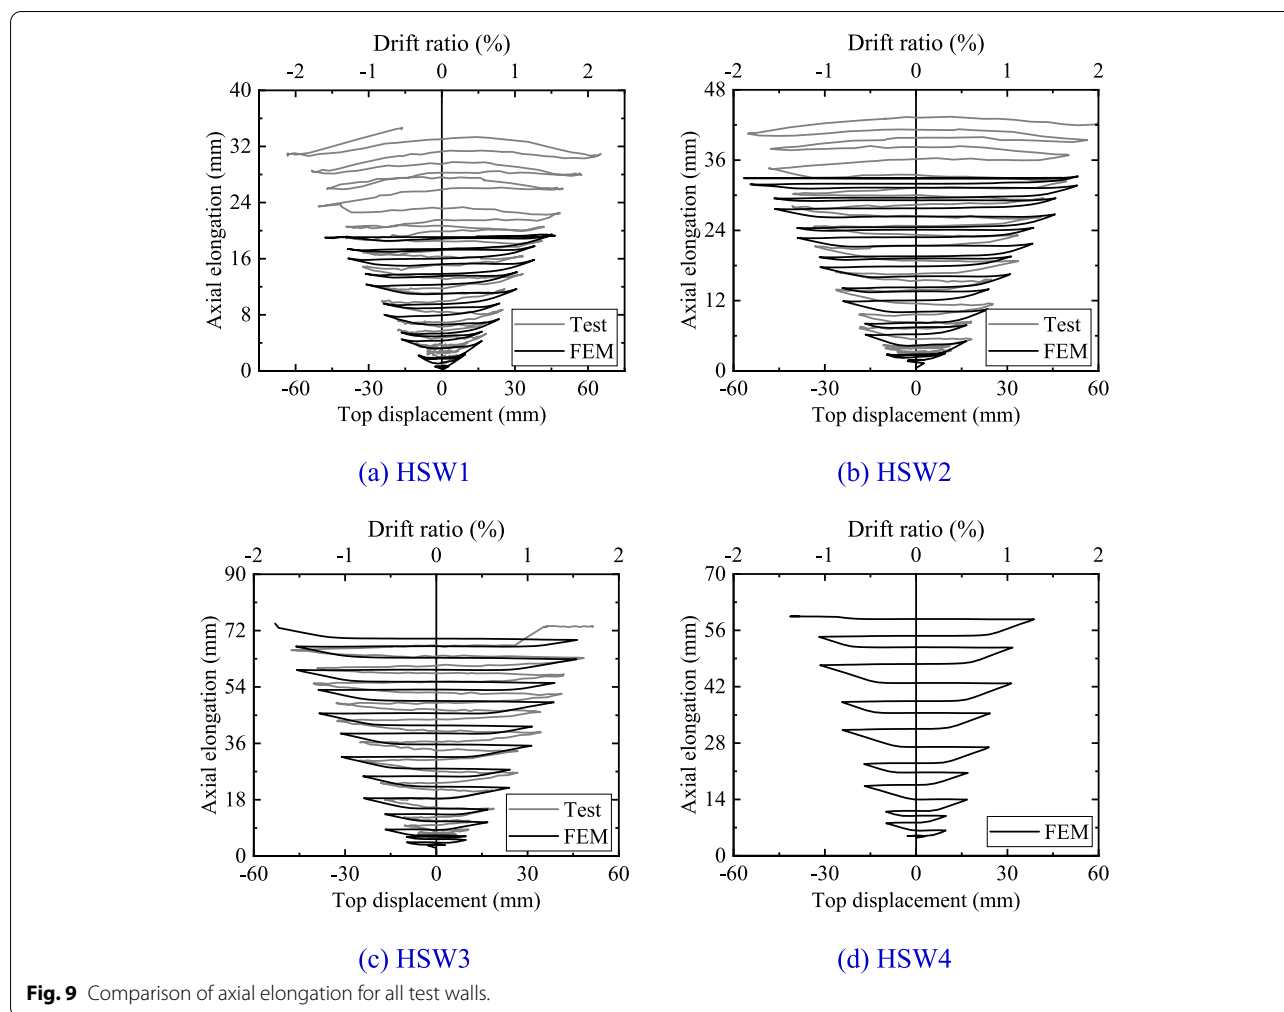 Drift ratio (%)
-2 -1 0 1 2
Axial elongation (mm)
40
32
24
16
8
0
Test
FEM
-60 -30 0 30 60
Top displacement (mm)
(a) HSW1
Drift ratio (%)
-2 -1 0 1 2
Axial elongation (mm)
48
36
24
12
0
Test
FEM
-60 -30 0 30 60
Top displacement (mm)
(b) HSW2
Drift ratio (%)
-2 -1 0 1 2
Axial elongation (mm)
90
72
54
36
18
0
Test
FEM
-60 -30 0 30 60
Top displacement (mm)
(c) HSW3
Drift ratio (%)
-2 -1 0 1 2
Axial elongation (mm)
70
56
42
28
14
0
FEM
-60 -30 0 30 60
Top displacement (mm)
(d) HSW4
Fig. 9 Comparison of axial elongation for all test walls.